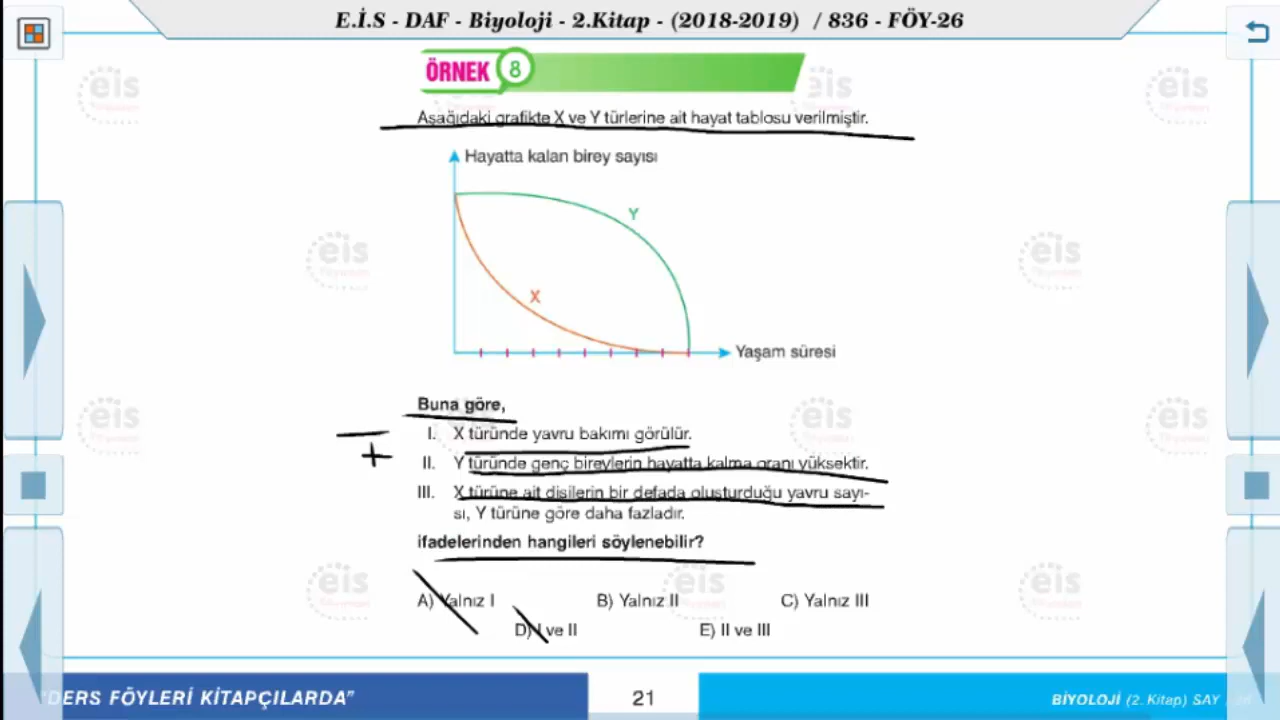 E.İ.S - DAF - Biyoloji - 2.Kitap - (2018-2019) / 836 - FÖY-26
ÖRNEK 8
Aşağıdaki grafikte X ve Y türlerine ait hayat tablosu verilmiştir.
Hayatta kalan birey sayısı
Y
X
Yaşam süresi
Buna göre,
I. X türünde yavru bakımı görülür.
II. Y türünde genç bireylerin hayatta kalma oranı yüksektir.
III. X türüne ait dişilerin bir defada oluşturduğu yavru sayı-
sı, Y türüne göre daha fazladır.
ifadelerinden hangileri söylenebilir?
A) Yalnız I B) Yalnız II C) Yalnız III
D) I ve II E) II ve III
"DERS FÖYLERİ KİTAPÇILARDA" 21 BİYOLOJİ (2. Kitap) SAY
eis